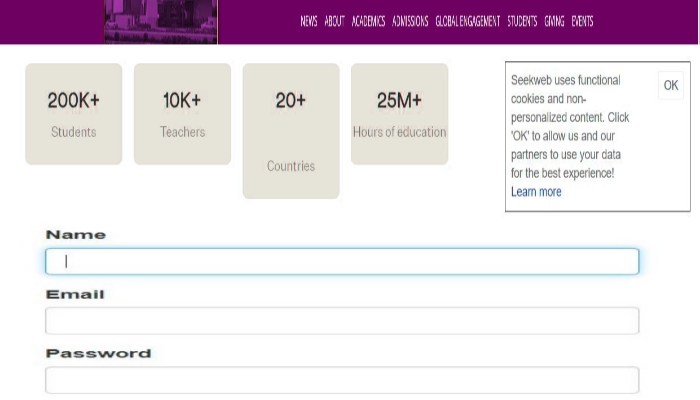 NEWS ABOUT ACADEMICS ADMISSIONS GLOBAL ENGAGEMENT STUDENTS GIVING EVENTS
200K+
Students
10K+
Teachers
20+
Countries
25M+
Hours of education
Seekweb uses functional
cookies and non-
personalized content. Click
'OK' to allow us and our
partners to use your data
for the best experience!
Learn more
OK
Name
Email
Password